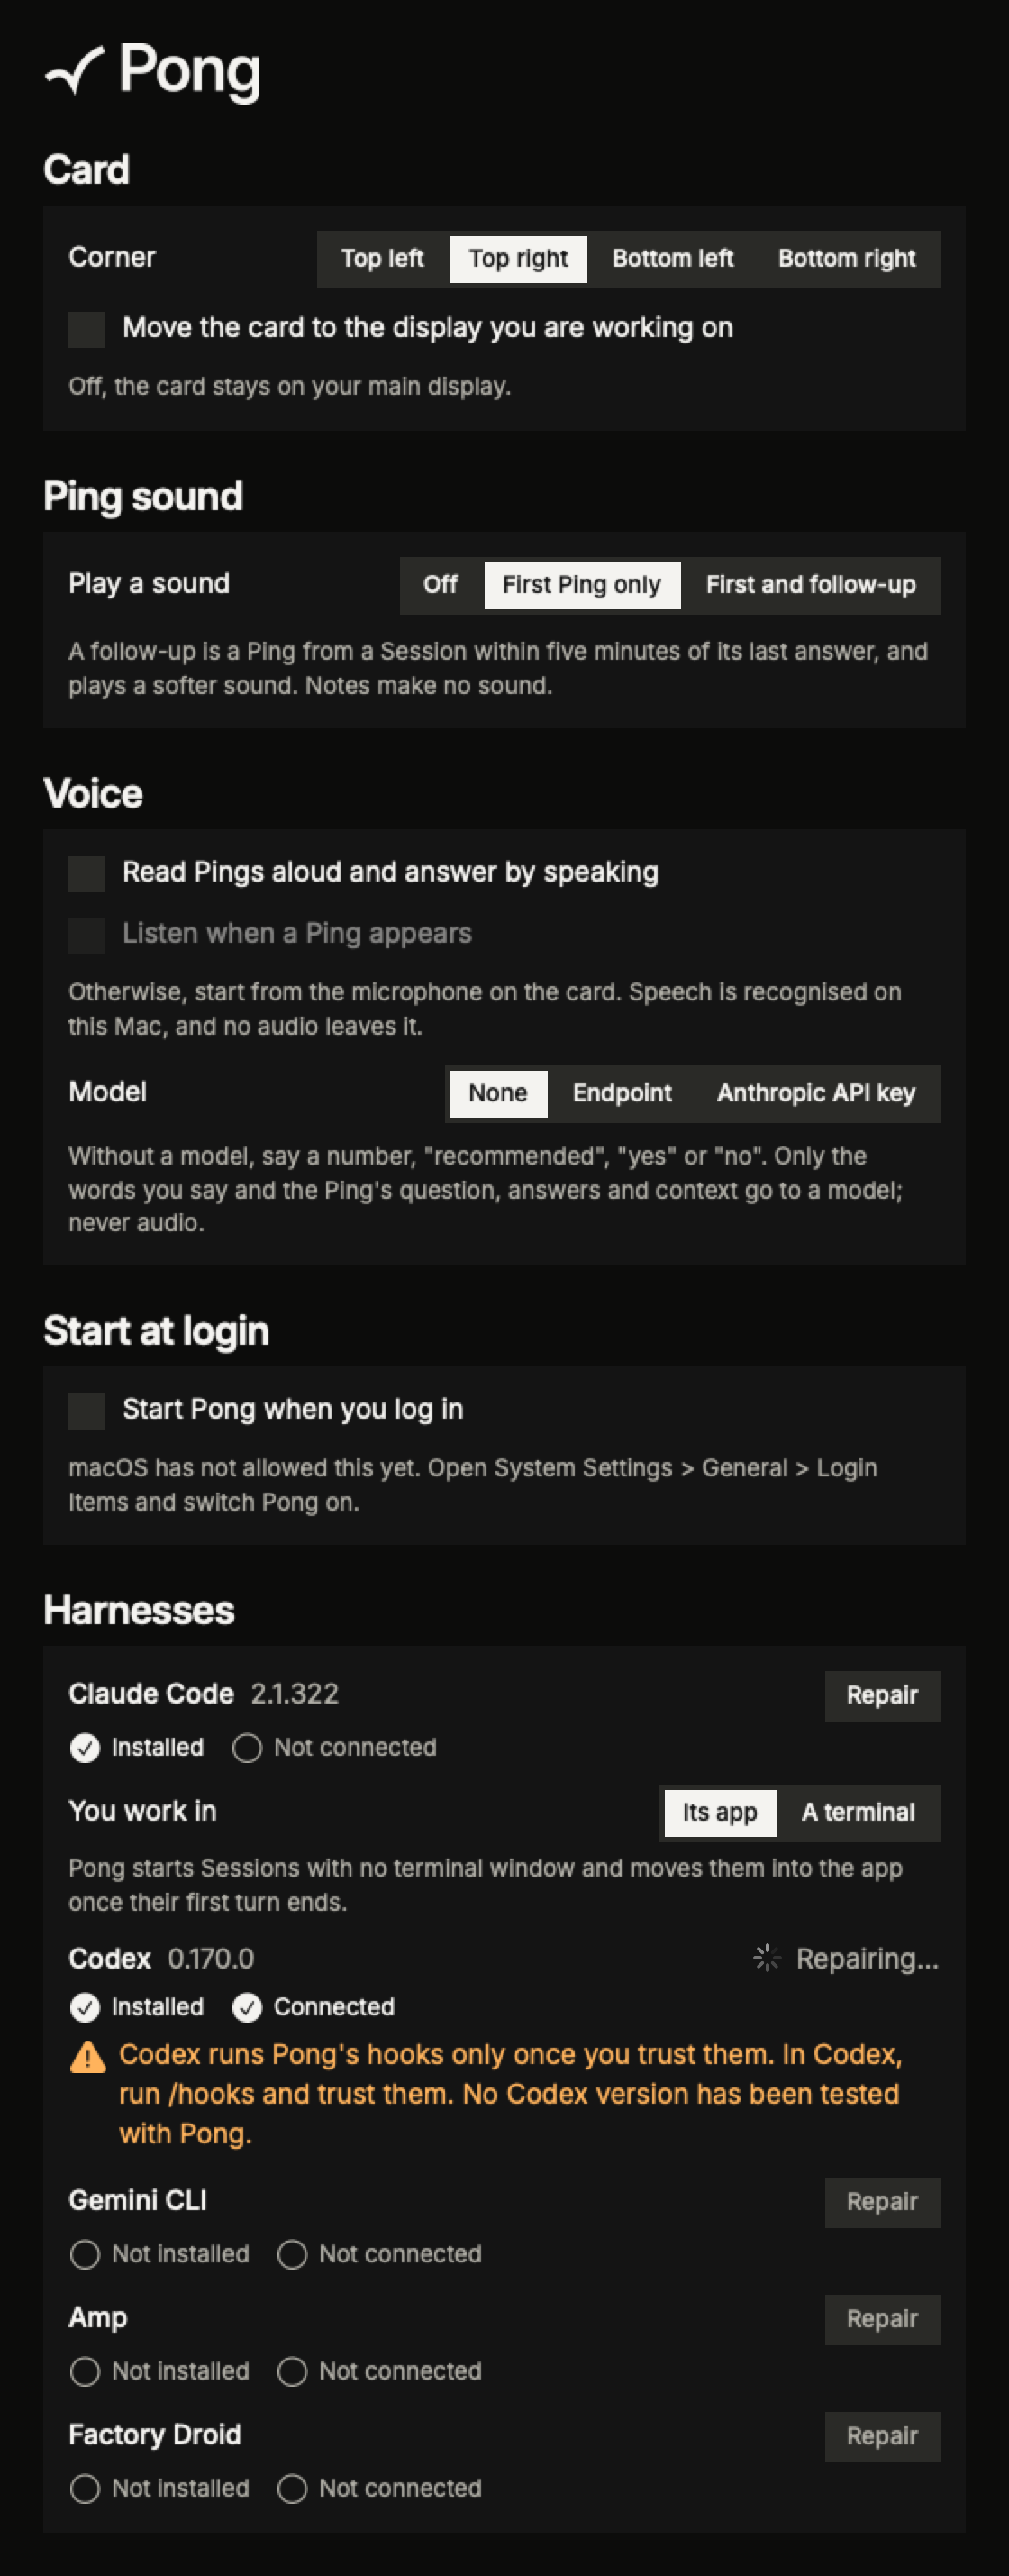 Pong
Card
Corner
Top left
Top right
Bottom left
Bottom right
Move the card to the display you are working on
Off, the card stays on your main display.
Ping sound
Play a sound
Off
First Ping only
First and follow-up
A follow-up is a Ping from a Session within five minutes of its last answer, and
plays a softer sound. Notes make no sound.
Voice
Read Pings aloud and answer by speaking
Listen when a Ping appears
Otherwise, start from the microphone on the card. Speech is recognised on
this Mac, and no audio leaves it.
Model
None
Endpoint
Anthropic API key
Without a model, say a number, "recommended", "yes" or "no". Only the
words you say and the Ping's question, answers and context go to a model;
never audio.
Start at login
Start Pong when you log in
macOS has not allowed this yet. Open System Settings > General > Login
Items and switch Pong on.
Harnesses
Claude Code 2.1.322
Repair
Installed
Not connected
You work in
Its app
A terminal
Pong starts Sessions with no terminal window and moves them into the app
once their first turn ends.
Codex 0.170.0
Repairing...
Installed
Connected
Codex runs Pong's hooks only once you trust them. In Codex,
run /hooks and trust them. No Codex version has been tested
with Pong.
Gemini CLI
Repair
Not installed
Not connected
Amp
Repair
Not installed
Not connected
Factory Droid
Repair
Not installed
Not connected